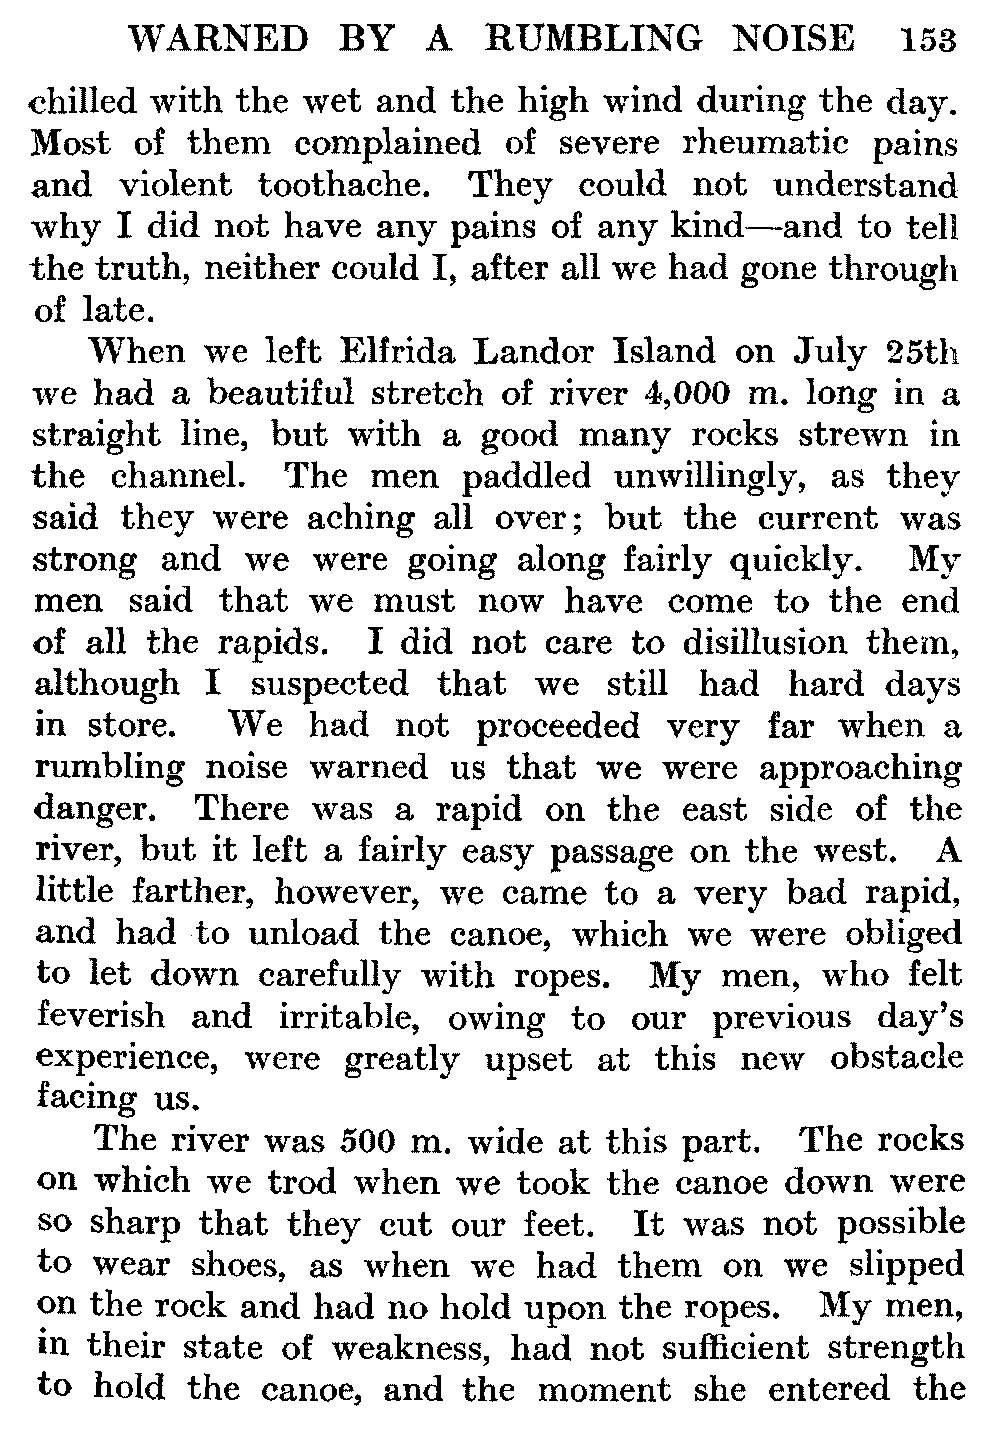 WARNED BY A RUMBLING NOISE 153
chilled with the wet and the high wind during the day.
Most of them complained of severe rheumatic pains
and violent toothache. They could not understand
why I did not have any pains of any kind—and to tell
the truth, neither could I, after all we had gone through
of late.
When we left Elfrida Landor Island on July 25th
we had a beautiful stretch of river 4,000 m. long in a
straight line, but with a good many rocks strewn in
the channel. The men paddled unwillingly, as they
said they were aching all over; but the current was
strong and we were going along fairly quickly. My
men said that we must now have come to the end
of all the rapids. I did not care to disillusion them,
although I suspected that we still had hard days
in store. We had not proceeded very far when a
rumbling noise warned us that we were approaching
danger. There was a rapid on the east side of the
river, but it left a fairly easy passage on the west. A
little farther, however, we came to a very bad rapid,
and had to unload the canoe, which we were obliged
to let down carefully with ropes. My men, who felt
feverish and irritable, owing to our previous day's
experience, were greatly upset at this new obstacle
facing us.
The river was 500 m. wide at this part. The rocks
on which we trod when we took the canoe down were
so sharp that they cut our feet. It was not possible
to wear shoes, as when we had them on we slipped
on the rock and had no hold upon the ropes. My men,
in their state of weakness, had not sufficient strength
to hold the canoe, and the moment she entered the